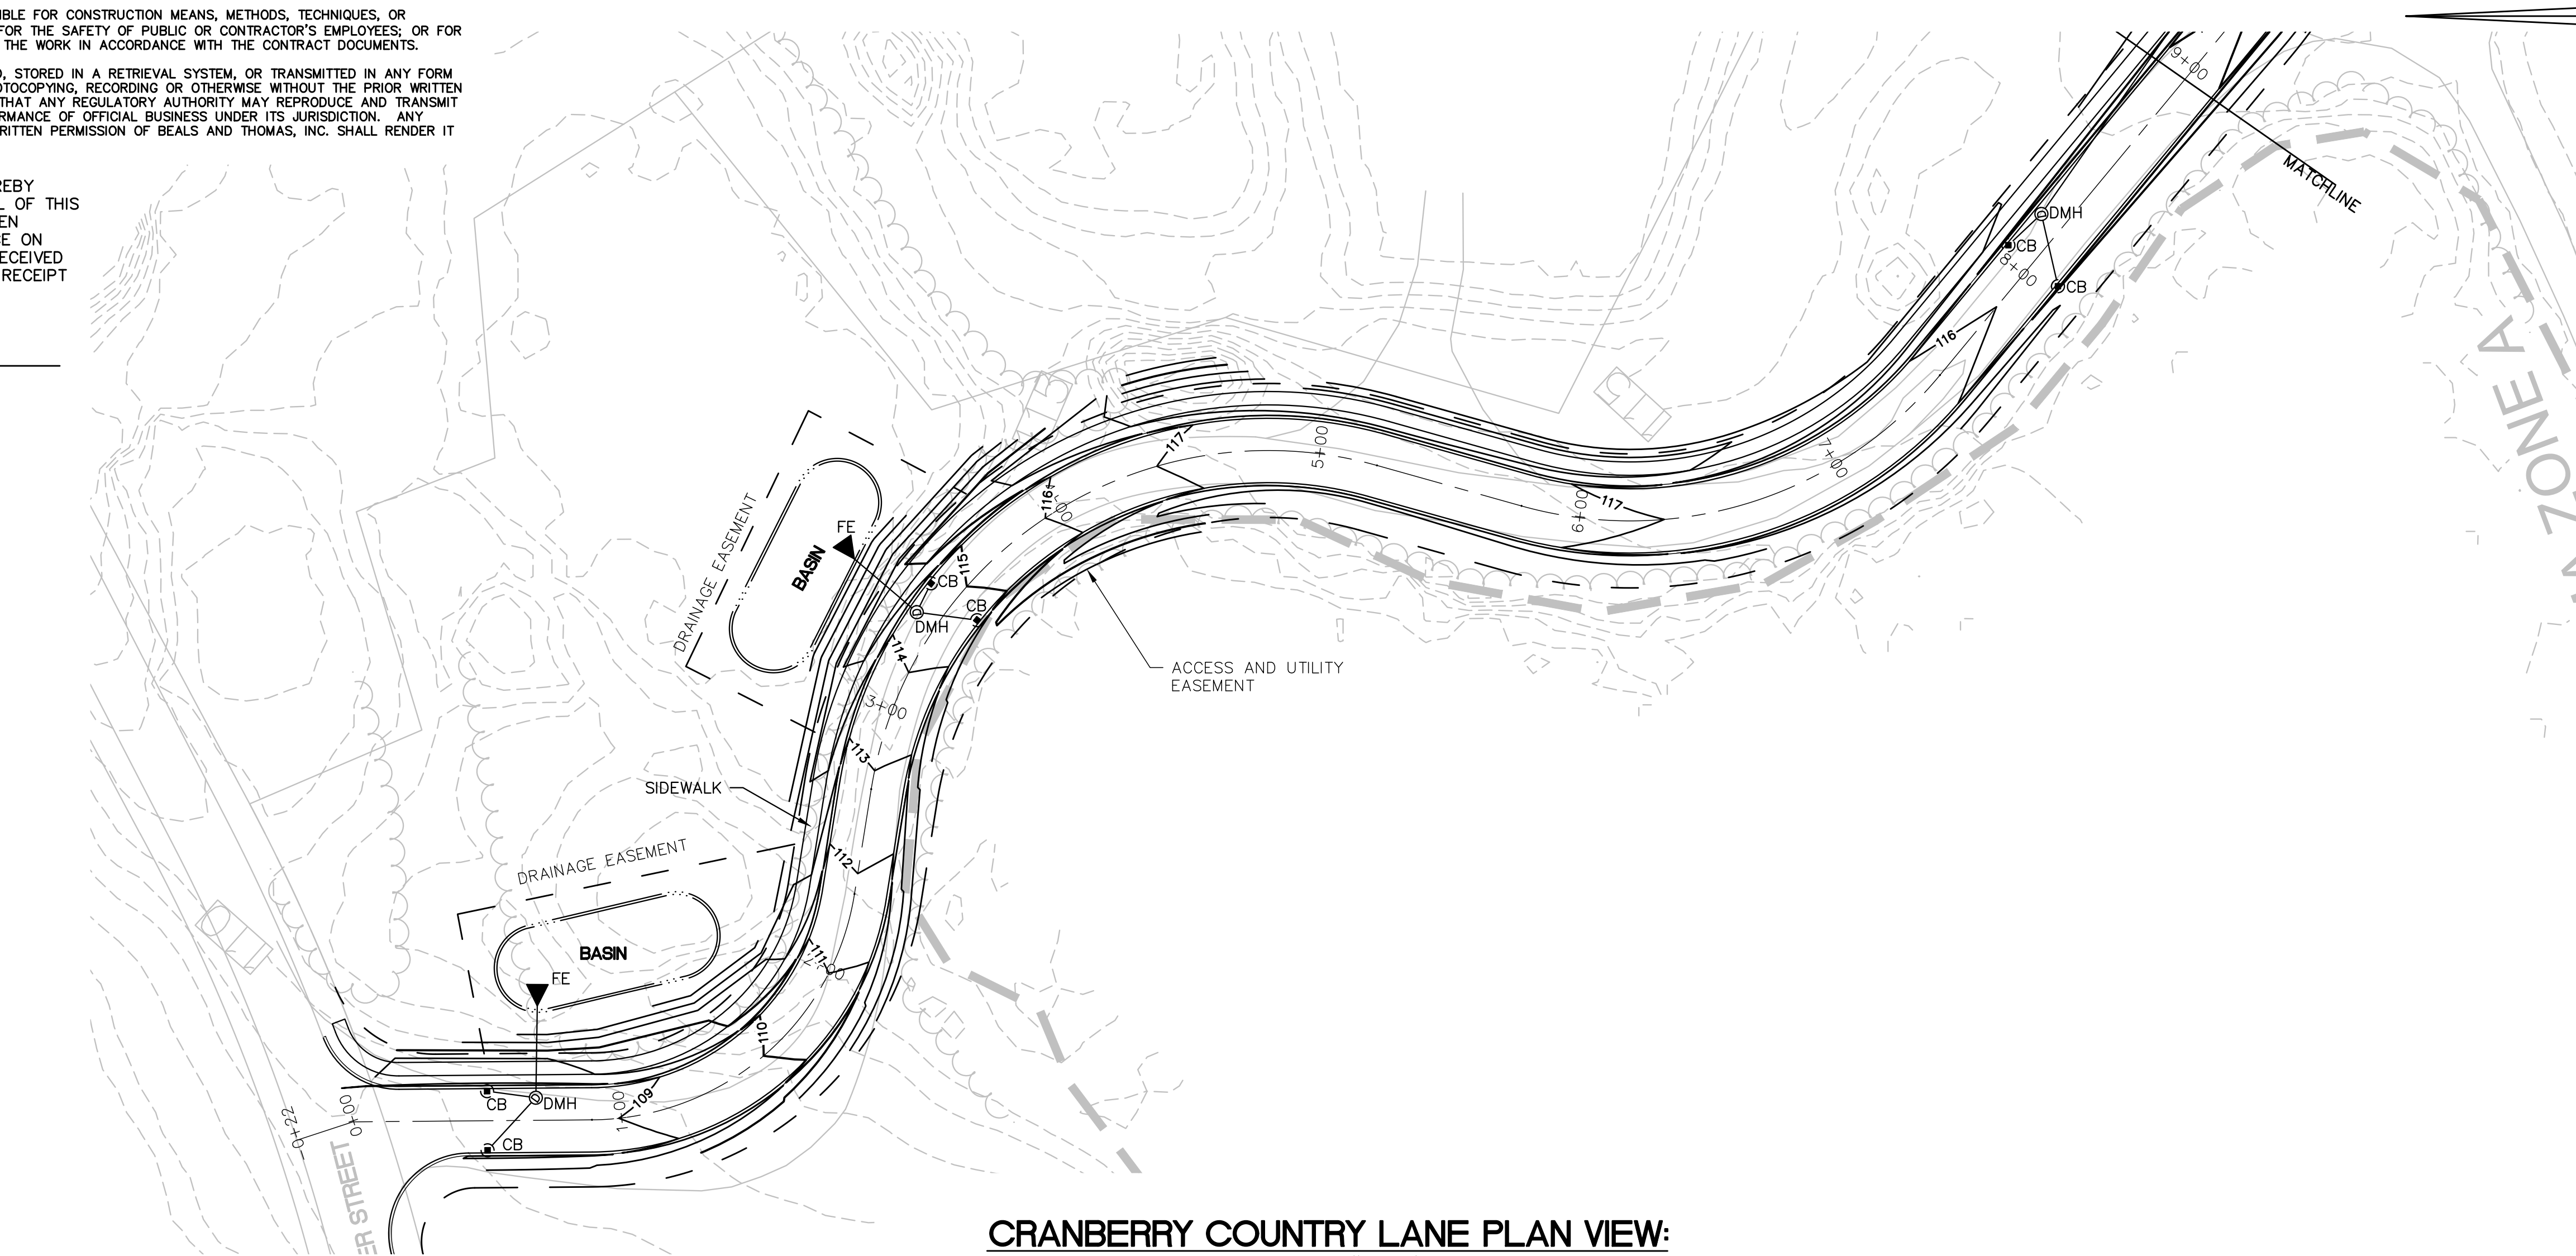 IBLE FOR CONSTRUCTION MEANS, METHODS, TECHNIQUES, OR
FOR THE SAFETY OF PUBLIC OR CONTRACTOR'S EMPLOYEES; OR FOR
THE WORK IN ACCORDANCE WITH THE CONTRACT DOCUMENTS.
D, STORED IN A RETRIEVAL SYSTEM, OR TRANSMITTED IN ANY FORM
OTOCOPYING, RECORDING OR OTHERWISE WITHOUT THE PRIOR WRITTEN
THAT ANY REGULATORY AUTHORITY MAY REPRODUCE AND TRANSMIT
RMANCE OF OFFICIAL BUSINESS UNDER ITS JURISDICTION. ANY
RITTEN PERMISSION OF BEALS AND THOMAS, INC. SHALL RENDER IT
REBY
L OF THIS
EN
CE ON
ECEIVED
RECEIPT
9+00
MATCHLINE
DMH
CB
8+00
CB
116
ZONE A
117
5+00
7+00
117
6+00
116
DRAINAGE EASEMENT
FE
BASIN
115
CB
CB
DMH
114
ACCESS AND UTILITY
EASEMENT
3+00
113
SIDEWALK
112
DRAINAGE EASEMENT
BASIN
111
FE
110
109
1+00
CB
DMH
CB
0+00
0+22
ER STREET
CRANBERRY COUNTRY LANE PLAN VIEW: